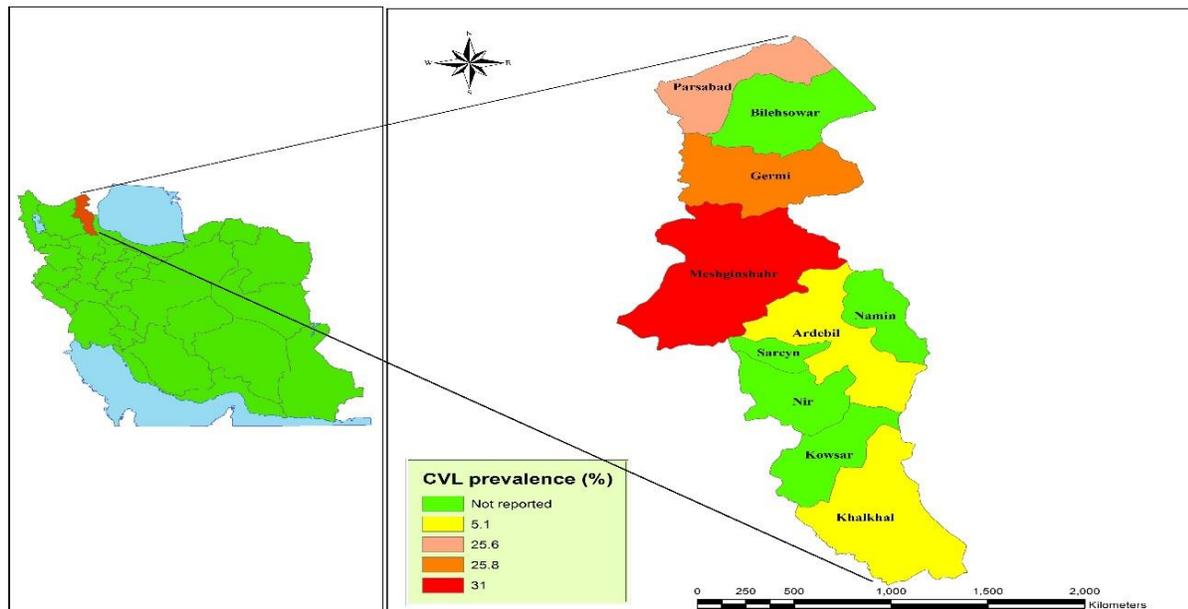 N
W
E
S
Parsabad
Bilehsowar
Germi
Meshginshahr
Namin
Ardebil
Sareyn
Nir
Kowsar
Khalkhal
CVL prevalence (%)
Not reported
5.1
25.6
25.8
31
0 250 500 1,000 1,500 2,000
Kilometers